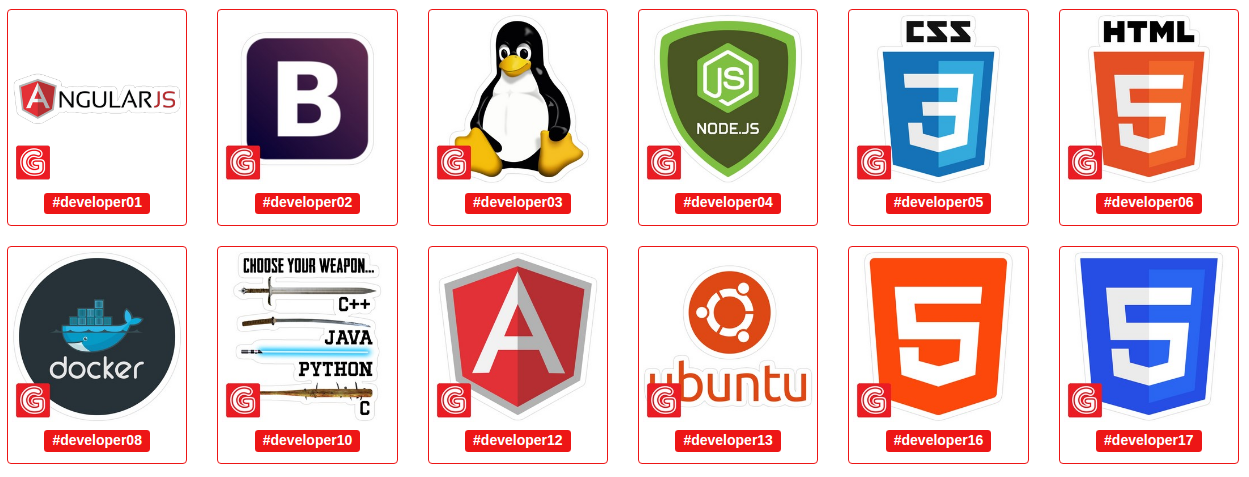 ANGULARJS
B
JS
NODE.JS
CSS
3
HTML
5
G
G
G
G
G
G
#developer01
#developer02
#developer03
#developer04
#developer05
#developer06
docker
CHOOSE YOUR WEAPON...
C++
JAVA
PYTHON
C
A
ubuntu
5
5
G
G
G
G
G
G
#developer08
#developer10
#developer12
#developer13
#developer16
#developer17